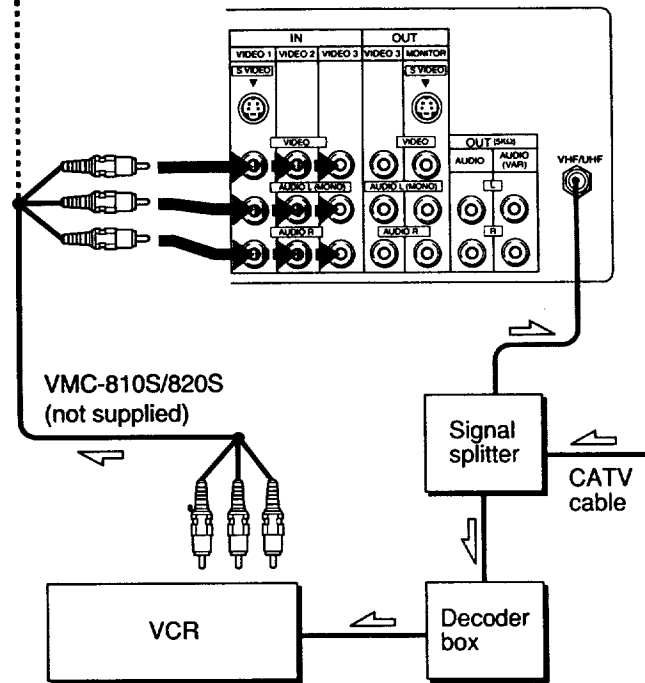 IN OUT
VIDEO 1 VIDEO 2 VIDEO 3 VIDEO 3 MONITOR
S VIDEO S VIDEO
VIDEO VIDEO
OUT (5KΩ)
AUDIO AUDIO (VAR)
VHF/UHF
AUDIO L (MONO) AUDIO L (MONO) L
AUDIO R AUDIO R R
VMC-810S/820S
(not supplied)
Signal
splitter
CATV
cable
VCR
Decoder
box